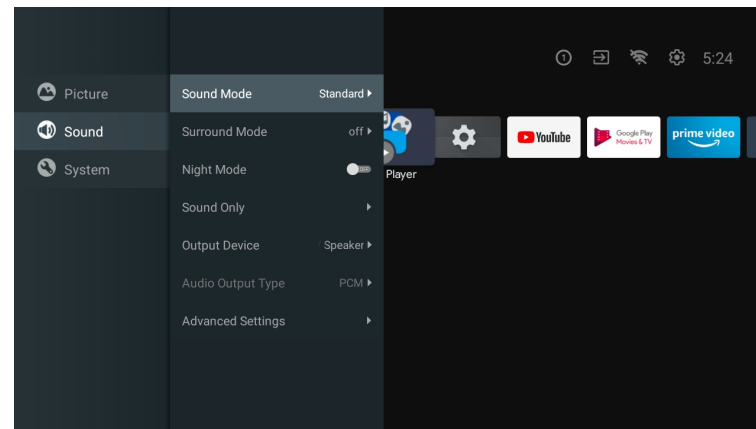 1
5:24
Picture
Sound
System
Sound Mode Standard
Surround Mode off
Night Mode
Sound Only
Output Device Speaker
Audio Output Type PCM
Advanced Settings
Player
YouTube
Google Play
Movies & TV
prime video